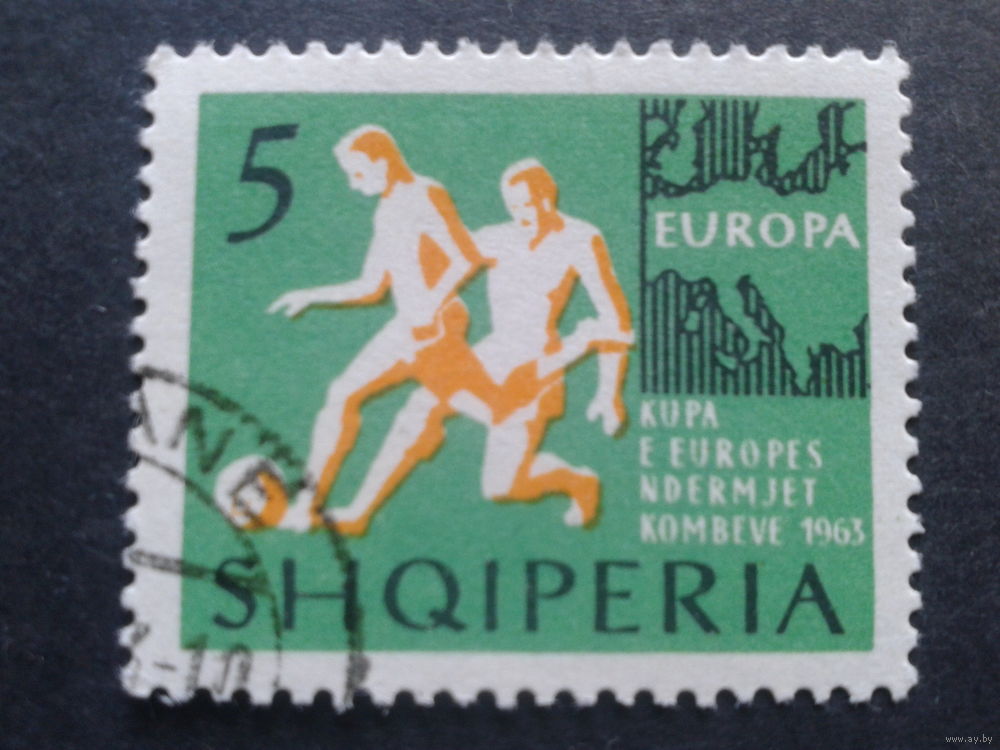 5
EUROPA
KUPA
E EUROPES
NDERMJET
KOMBEVE 1963
SHQIPERIA
www.ay.by